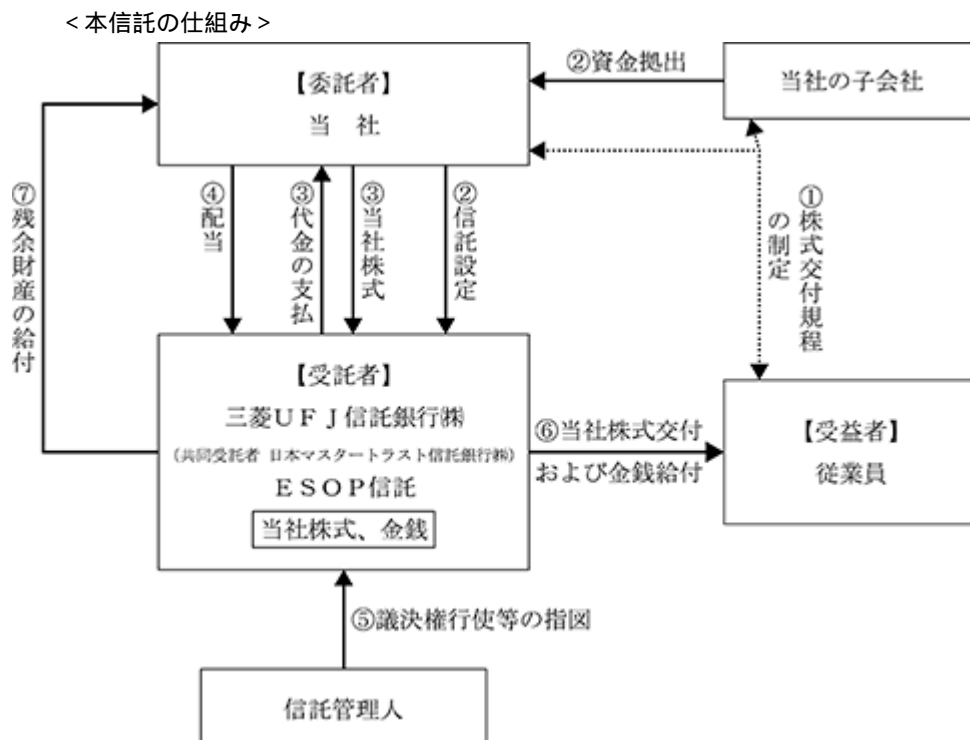 ＜本信託の仕組み＞
【委託者】
当　社
②資金拠出
当社の子会社
⑦残余財産の給付
④配当
③代金の支払
③当社株式
②信託設定
①株式交付規程
の制定
【受託者】
三菱ＵＦＪ信託銀行㈱
（共同受託者 日本マスタートラスト信託銀行㈱）
ＥＳＯＰ信託
当社株式、金銭
⑥当社株式交付
および金銭給付
【受益者】
従業員
⑤議決権行使等の指図
信託管理人